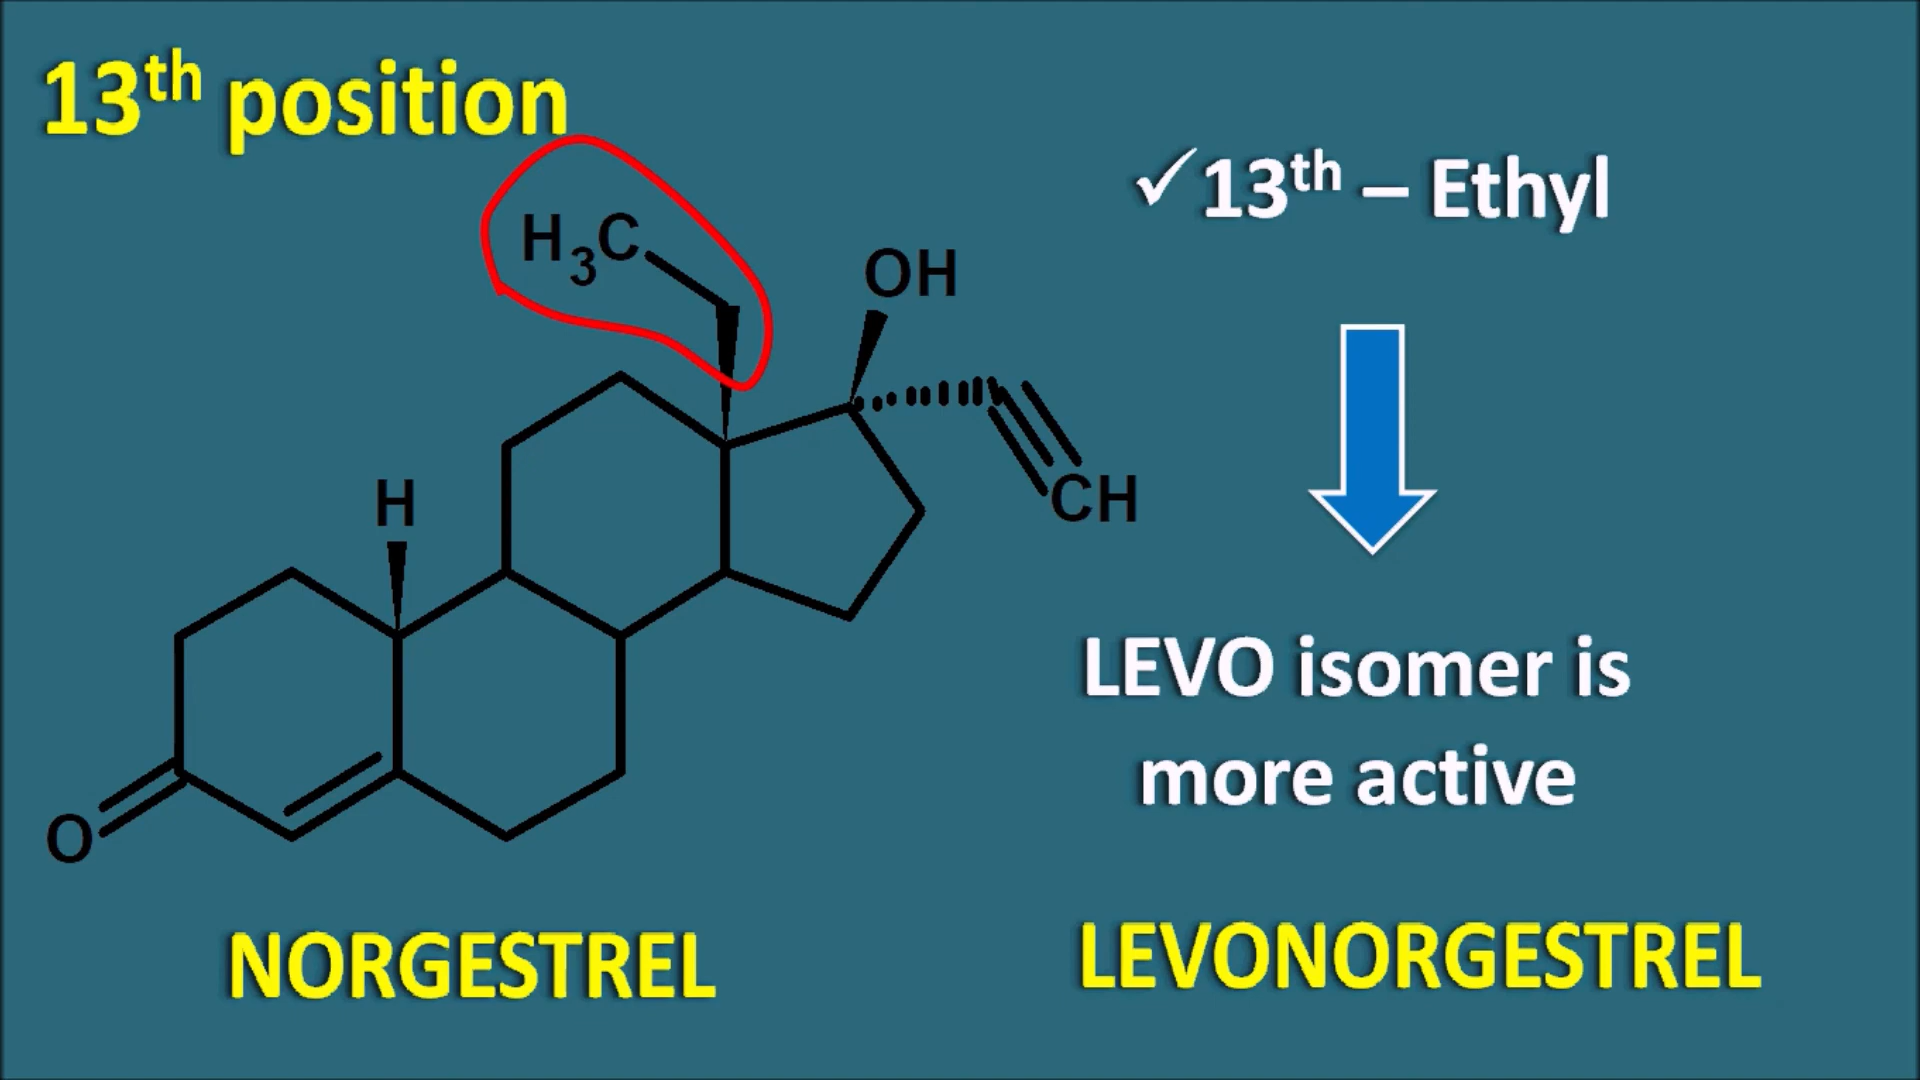 13th position
✓13th – Ethyl
H3C
OH
CH
H
O
LEVO isomer is
more active
NORGESTREL
LEVONORGESTREL